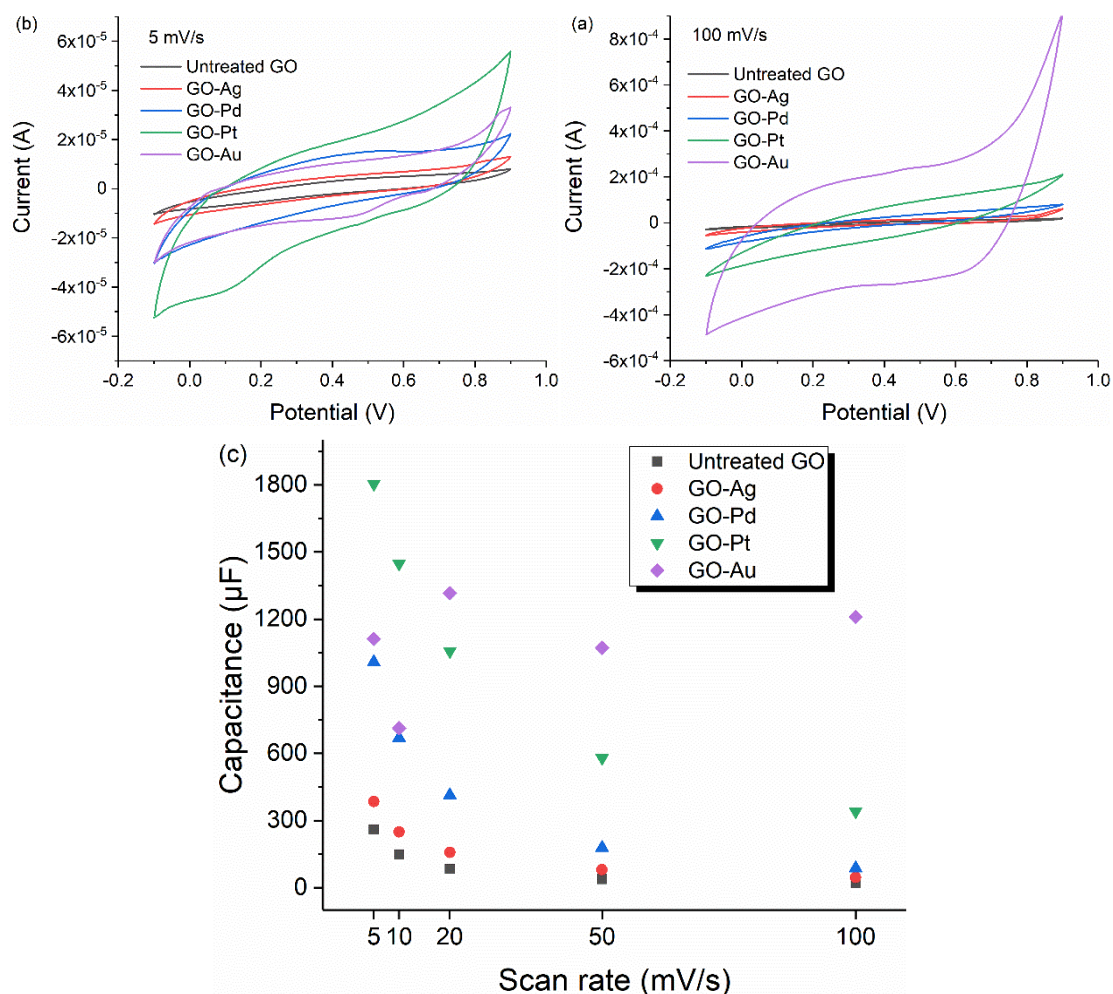 (b)
5 mV/s
Untreated GO
GO-Ag
GO-Pd
GO-Pt
GO-Au
6x10⁻⁵
4x10⁻⁵
2x10⁻⁵
0
-2x10⁻⁵
-4x10⁻⁵
-6x10⁻⁵
Current (A)
-0.2 0.0 0.2 0.4 0.6 0.8 1.0
Potential (V)
(a)
100 mV/s
Untreated GO
GO-Ag
GO-Pd
GO-Pt
GO-Au
8x10⁻⁴
6x10⁻⁴
4x10⁻⁴
2x10⁻⁴
0
-2x10⁻⁴
-4x10⁻⁴
-6x10⁻⁴
Current (A)
-0.2 0.0 0.2 0.4 0.6 0.8 1.0
Potential (V)
(c)
Untreated GO
GO-Ag
GO-Pd
GO-Pt
GO-Au
1800
1500
1200
900
600
300
0
Capacitance (µF)
5 10 20 50 100
Scan rate (mV/s)